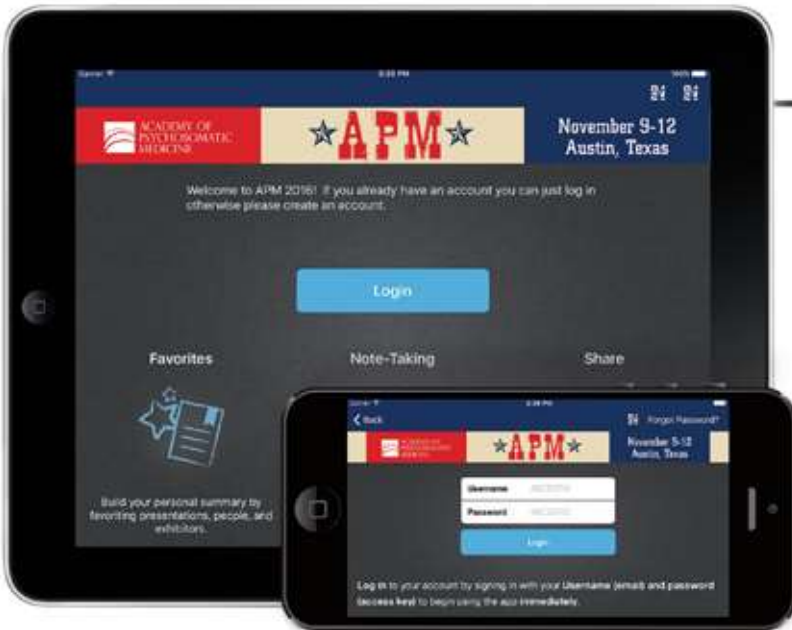 9:39 PM
100%
ACADEMY OF
PSYCHOSOMATIC
MEDICINE
APM
November 9-12
Austin, Texas
Welcome to APM 2016! If you already have an account you can just log in
otherwise please create an account.
Login
Favorites
Note-Taking
Share
Build your personal summary by
favoriting presentations, people, and
exhibitors.
Back
Forgot Password?
APM
November 9-12
Austin, Texas
Username
Password
Login
Log in to your account by signing in with your Username (email) and password
(access key) to begin using the app immediately.